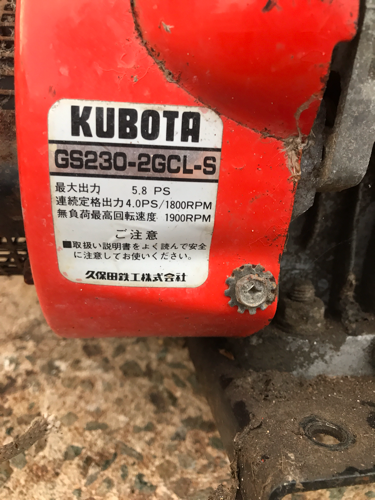 KUBOTA
GS230-2GCL-S
最大出力 5.8 PS
連続定格出力 4.0PS/1800RPM
無負荷最高回転速度 1900RPM
ご注意
■取扱い説明書をよく読んで安全
に注意してお使いください。
久保田鉄工株式会社